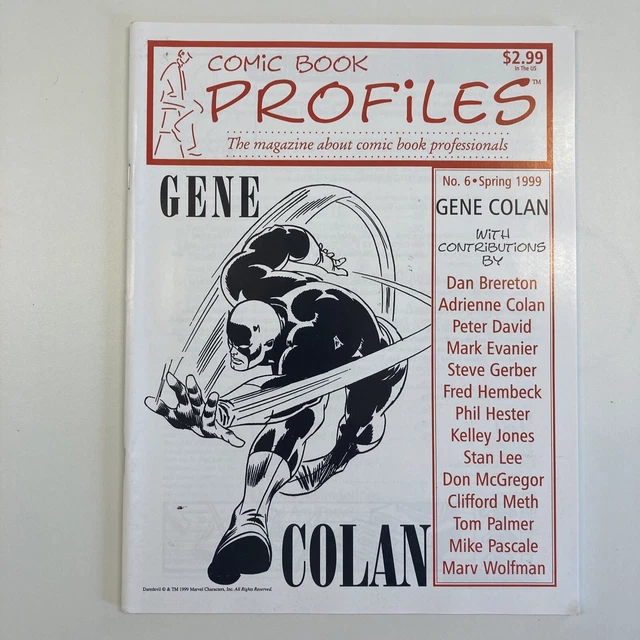 COMiC BOOK
PROFiLES™
$2.99
In The US
The magazine about comic book professionals
GENE
COLAN
No. 6•Spring 1999
GENE COLAN
WiTH
CONTRiBUTiONS
BY
Dan Brereton
Adrienne Colan
Peter David
Mark Evanier
Steve Gerber
Fred Hembeck
Phil Hester
Kelley Jones
Stan Lee
Don McGregor
Clifford Meth
Tom Palmer
Mike Pascale
Marv Wolfman
Daredevil © & TM 1999 Marvel Characters, Inc. All Rights Reserved.